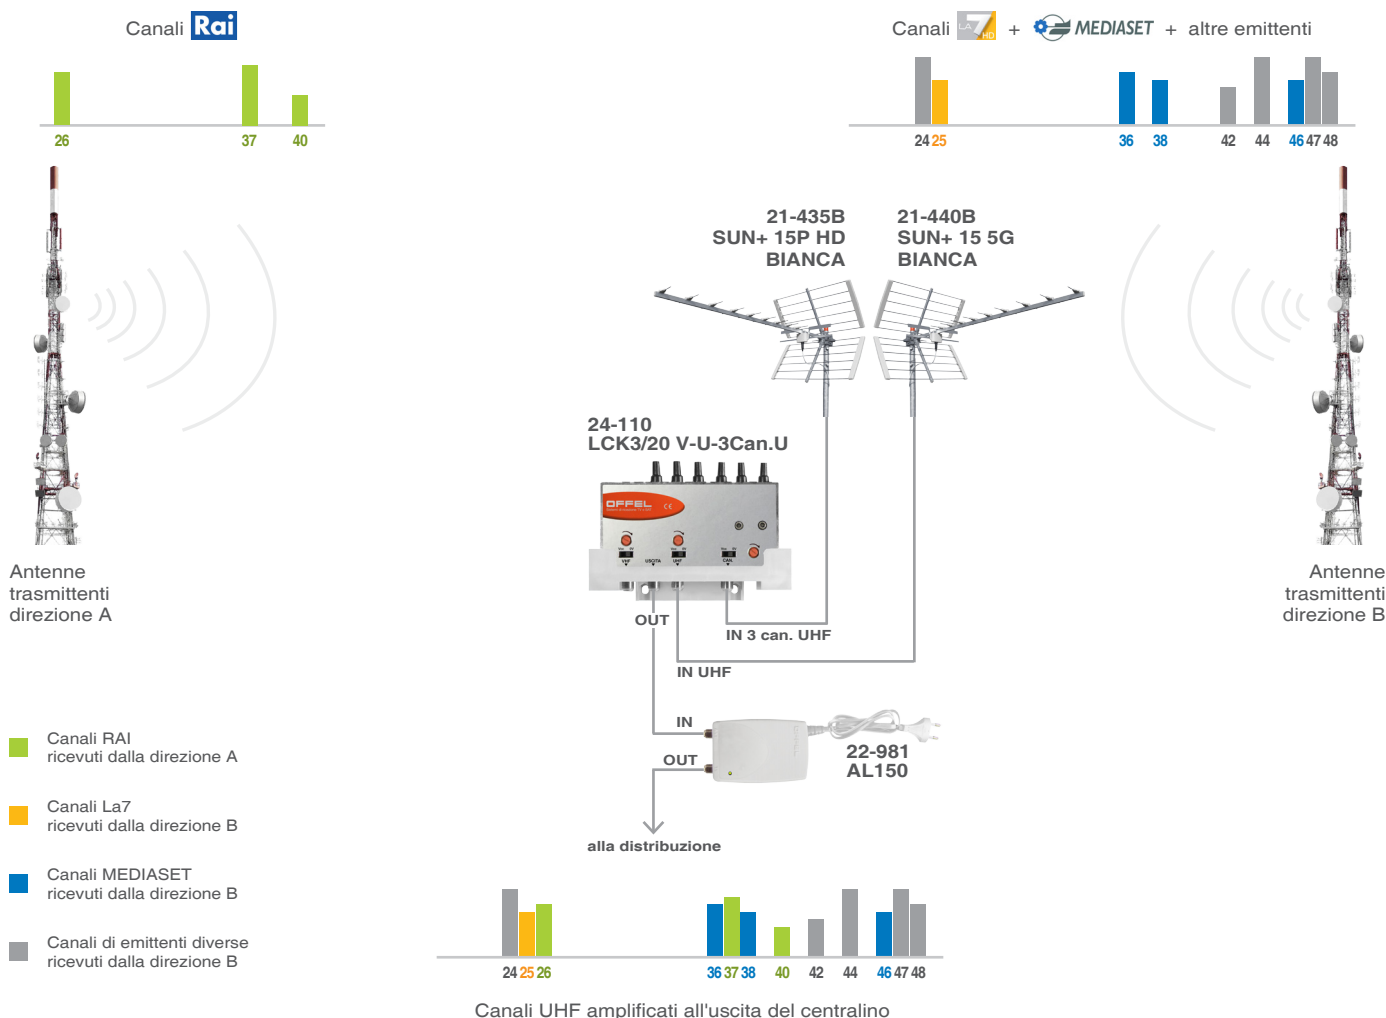 Canali Rai
26 37 40
Canali LA7 HD + MEDIASET + altre emittenti
24 25 36 38 42 44 46 47 48
21-435B
SUN+ 15P HD
BIANCA
21-440B
SUN+ 15 5G
BIANCA
24-110
LCK3/20 V-U-3Can.U
OFFEL
CE
VHF USCITA UHF CAN.
OUT
IN 3 can. UHF
IN UHF
Antenne
trasmittenti
direzione A
Antenne
trasmittenti
direzione B
IN
OUT
22-981
AL150
alla distribuzione
Canali RAI
ricevuti dalla direzione A
Canali La7
ricevuti dalla direzione B
Canali MEDIASET
ricevuti dalla direzione B
Canali di emittenti diverse
ricevuti dalla direzione B
24 25 26 36 37 38 40 42 44 46 47 48
Canali UHF amplificati all'uscita del centralino